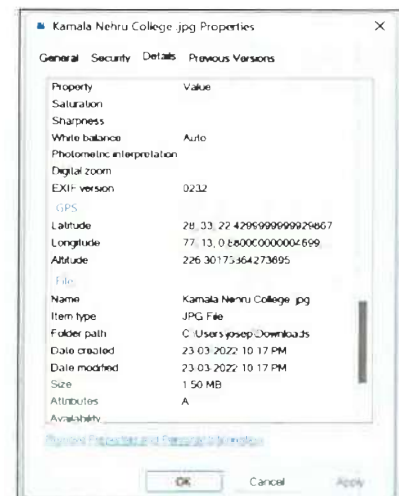 Kamala Nehru College .jpg Properties
General Security Details Previous Versions
Property Value
Saturation
Sharpness
White balance Auto
Photometric interpretation
Digital zoom
EXIF version 0232
GPS
Latitude 28; 33; 22.4299999999929867
Longitude 77; 13;
Altitude 226.30173364273695
File
Name Kamala Nehru College .jpg
Item type JPG File
Folder path C:\Users\josep\Downloads
Date created 23-03-2022 10:17 PM
Date modified 23-03-2022 10:17 PM
Size 1.50 MB
Attributes A
Availability
Remove Properties and Personal Information
OK Cancel Apply